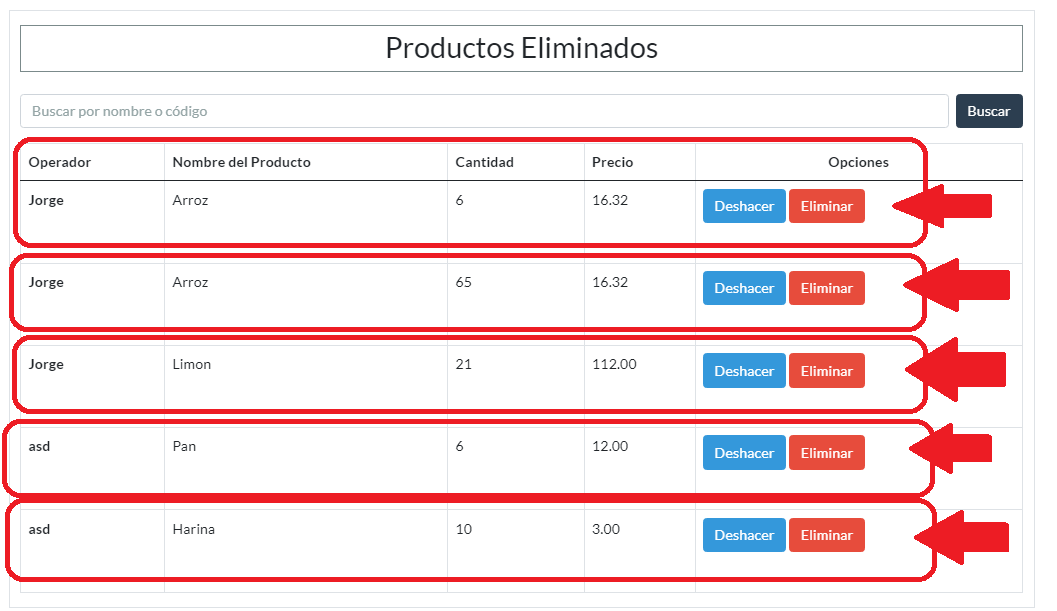 Productos Eliminados
Buscar por nombre o código Buscar
Operador Nombre del Producto Cantidad Precio Opciones
Jorge Arroz 6 16.32 Deshacer Eliminar
Jorge Arroz 65 16.32 Deshacer Eliminar
Jorge Limon 21 112.00 Deshacer Eliminar
asd Pan 6 12.00 Deshacer Eliminar
asd Harina 10 3.00 Deshacer Eliminar